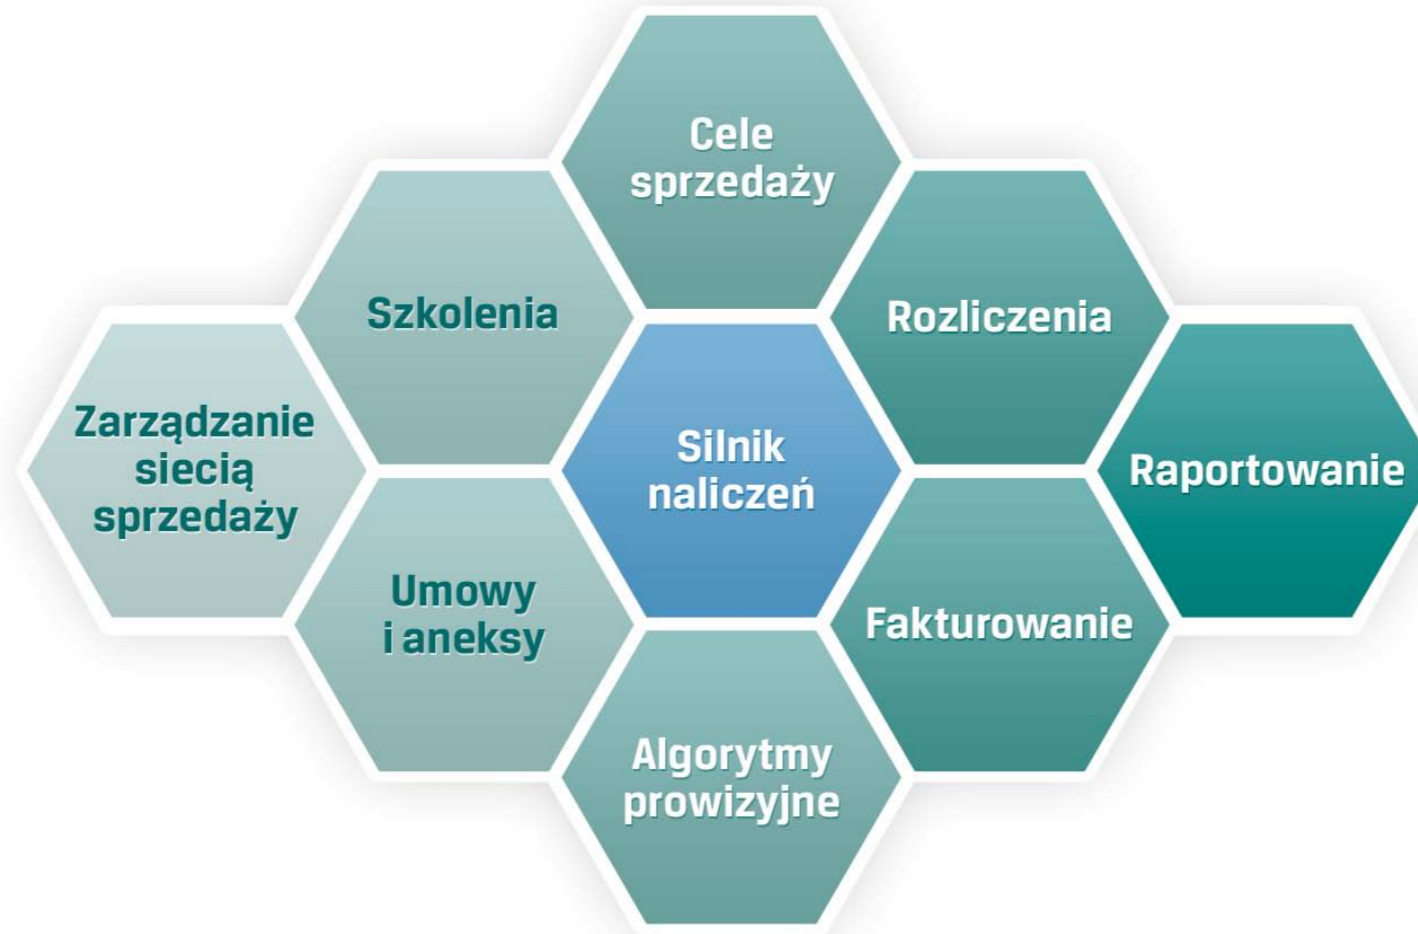 Cele
sprzedaży
Szkolenia
Rozliczenia
Zarządzanie
siecią
sprzedaży
Silnik
naliczeń
Raportowanie
Umowy
i aneksy
Fakturowanie
Algorytmy
prowizyjne